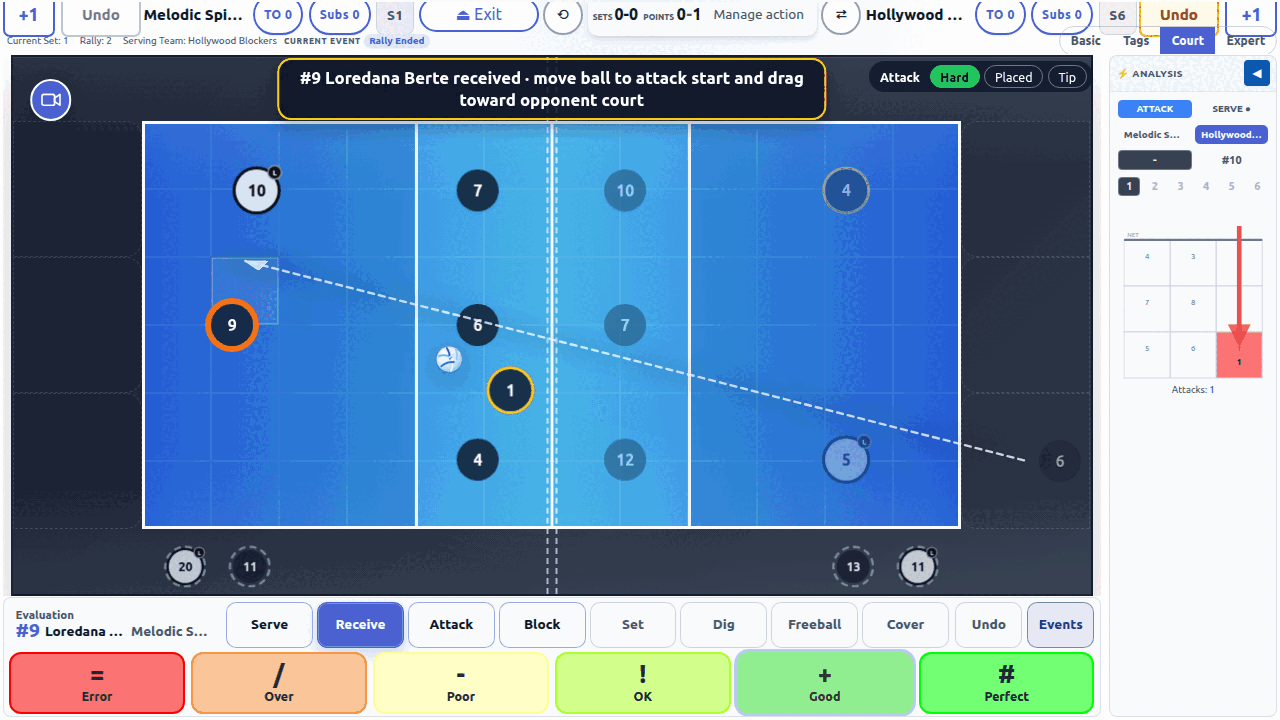 +1
Undo
Melodic Spi...
TO 0
Subs 0
S1
⏏ Exit
⟲
SETS 0-0 POINTS 0-1 Manage action
⇄
Hollywood ...
TO 0
Subs 0
S6
Undo
+1
Current Set: 1 Rally: 2 Serving Team: Hollywood Blockers CURRENT EVENT Rally Ended
Basic Tags Court Expert
#9 Loredana Berte received · move ball to attack start and drag
toward opponent court
Attack Hard Placed Tip
⚡ ANALYSIS
◀
ATTACK SERVE ●
Melodic S... Hollywood...
- #10
1 2 3 4 5 6
NET
4 3
7 8
5 6 1
Attacks: 1
10 L 7 10 4
9 6 7
1
4 12 5 L 6
20 L 11 13 11 L
Evaluation
#9 Loredana ... Melodic S...
Serve Receive Attack Block Set Dig Freeball Cover Undo Events
= / - ! + #
Error Over Poor OK Good Perfect